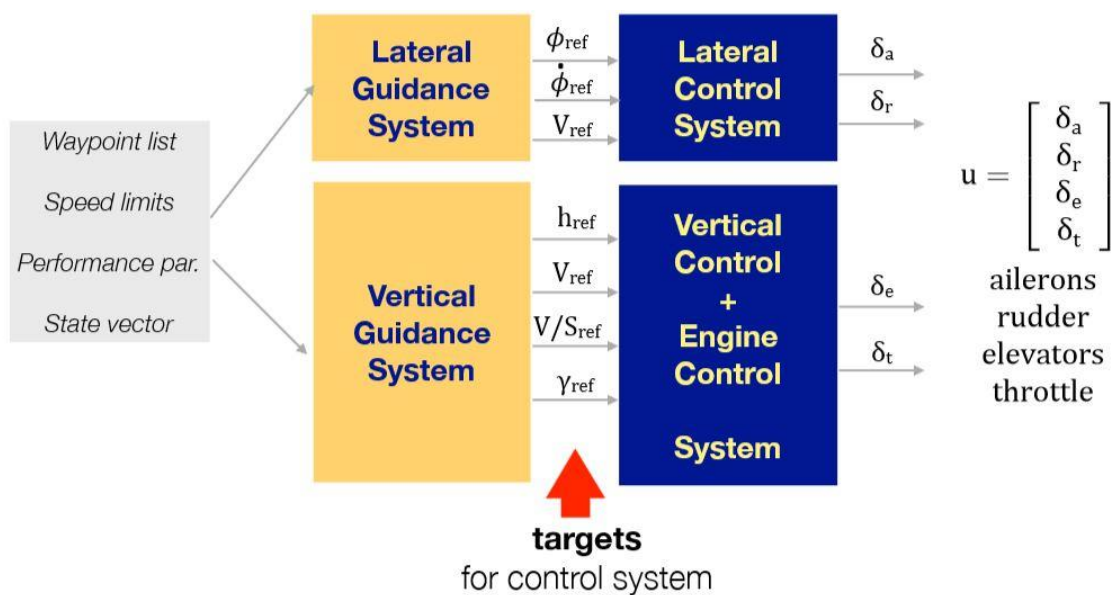 Waypoint list
Speed limits
Performance par.
State vector
Lateral
Guidance
System
ϕref
ϕ̇ref
Vref
Lateral
Control
System
δa
δr
Vertical
Guidance
System
href
Vref
V/Sref
γref
Vertical
Control
+
Engine
Control
System
δe
δt
targets
for control system
u = [ δa
δr
δe
δt ]
ailerons
rudder
elevators
throttle